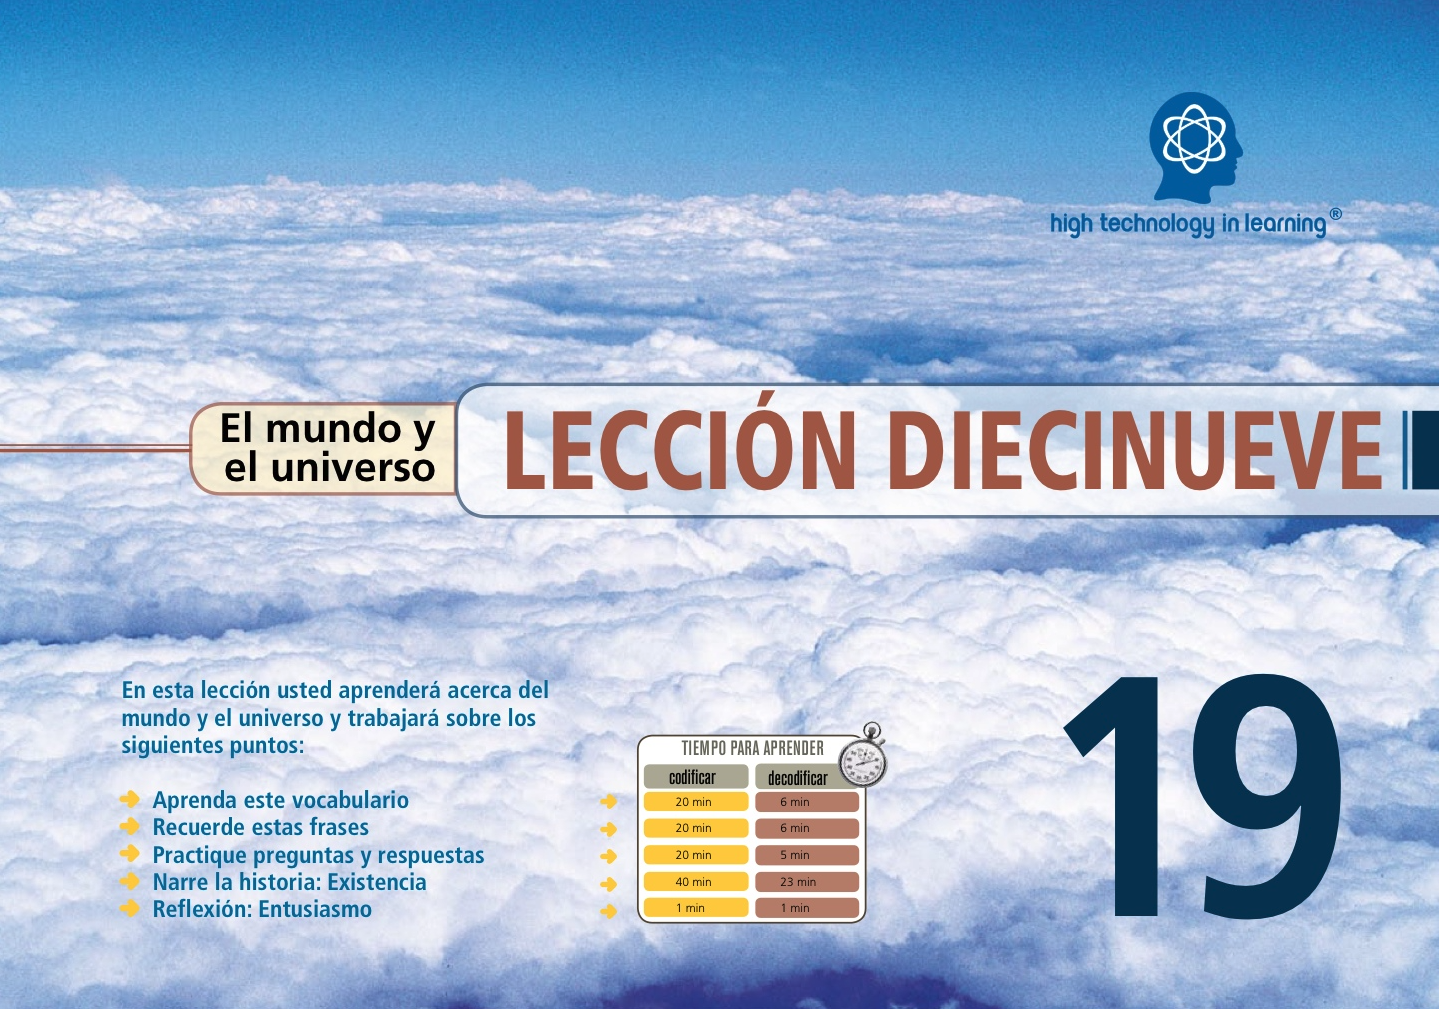 high technology in learning®
El mundo y
el universo
LECCIÓN DIECINUEVE
En esta lección usted aprenderá acerca del
mundo y el universo y trabajará sobre los
siguientes puntos:
Aprenda este vocabulario
Recuerde estas frases
Practique preguntas y respuestas
Narre la historia: Existencia
Reflexión: Entusiasmo
TIEMPO PARA APRENDER
codificar decodificar
20 min 6 min
20 min 6 min
20 min 5 min
40 min 23 min
1 min 1 min
19